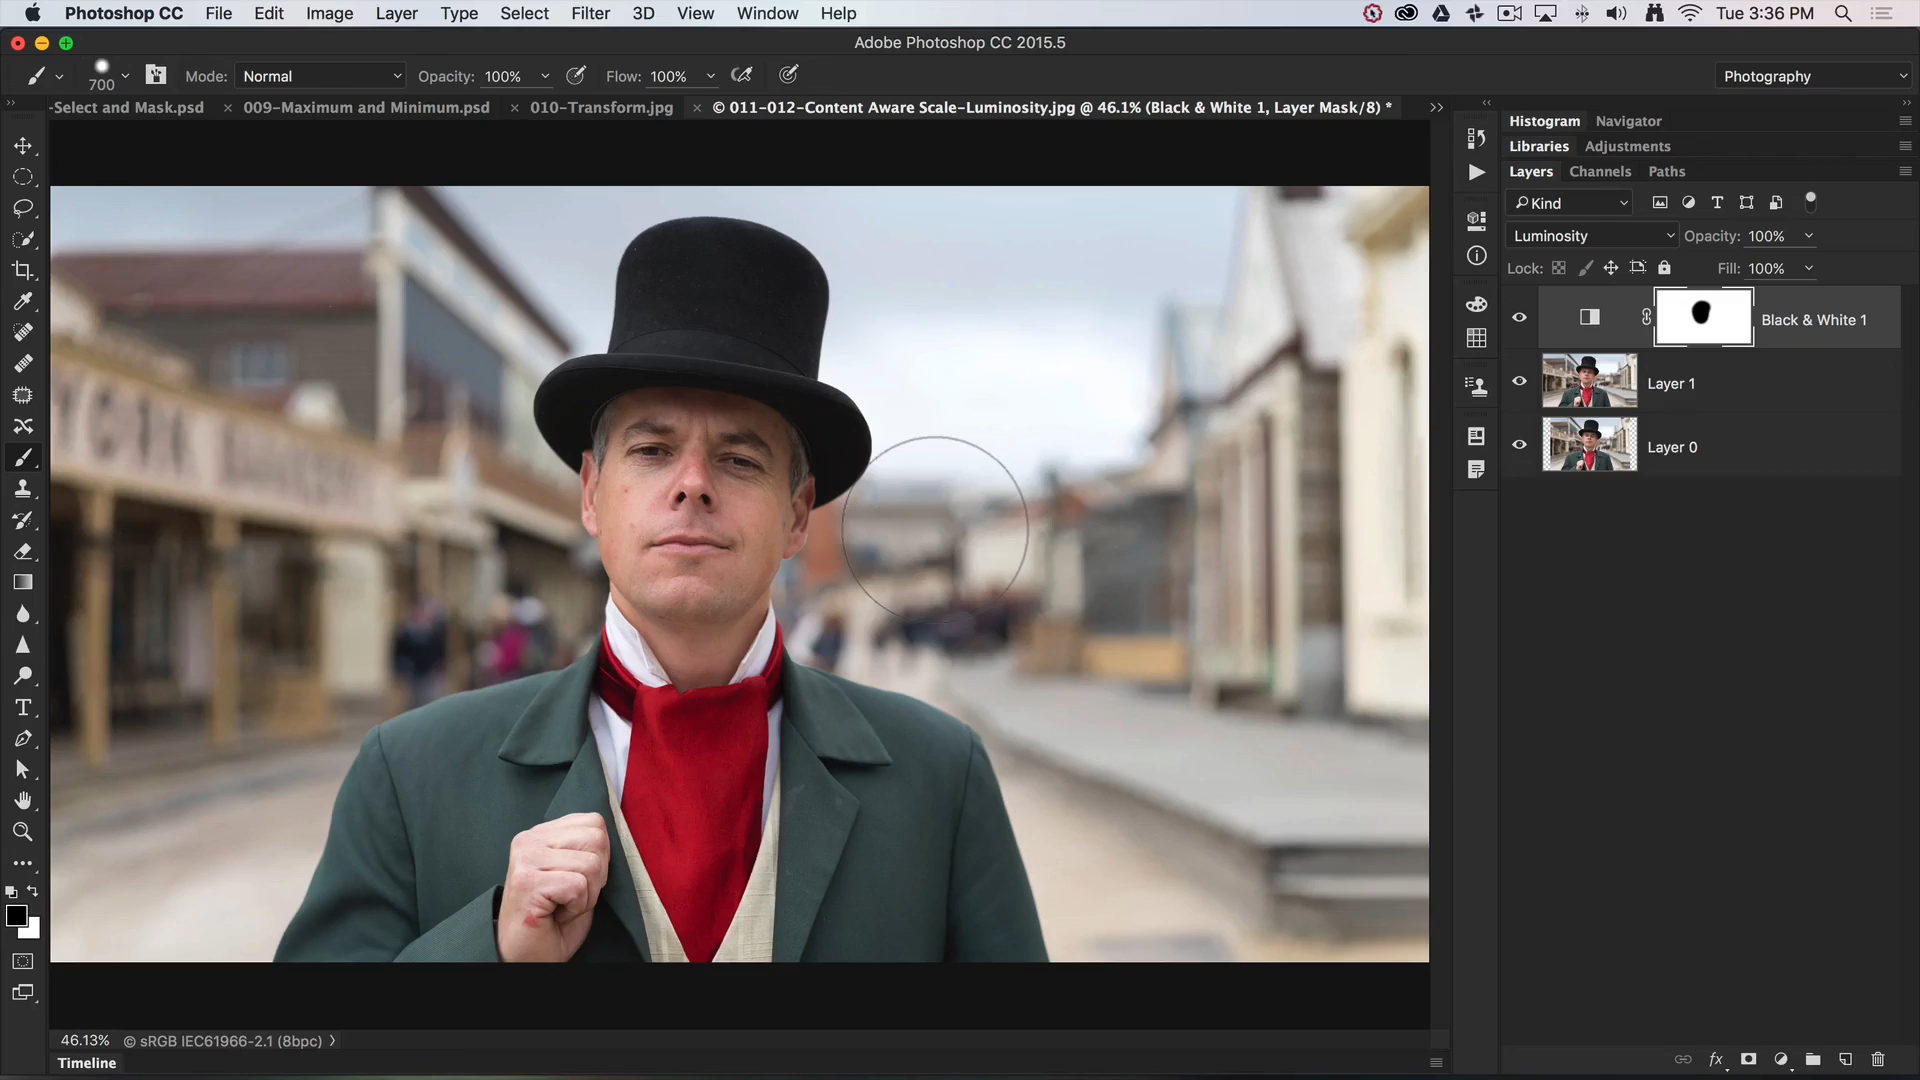 Photoshop CC File Edit Image Layer Type Select Filter 3D View Window Help Tue 3:36 PM
Adobe Photoshop CC 2015.5
700 Mode: Normal Opacity: 100% Flow: 100% Photography
-Select and Mask.psd × 009-Maximum and Minimum.psd × 010-Transform.jpg × © 011-012-Content Aware Scale-Luminosity.jpg @ 46.1% (Black & White 1, Layer Mask/8) *
Histogram Navigator
Libraries Adjustments
Layers Channels Paths
Kind
Luminosity Opacity: 100%
Lock: Fill: 100%
Black & White 1
Layer 1
Layer 0
46.13% © sRGB IEC61966-2.1 (8bpc)
Timeline